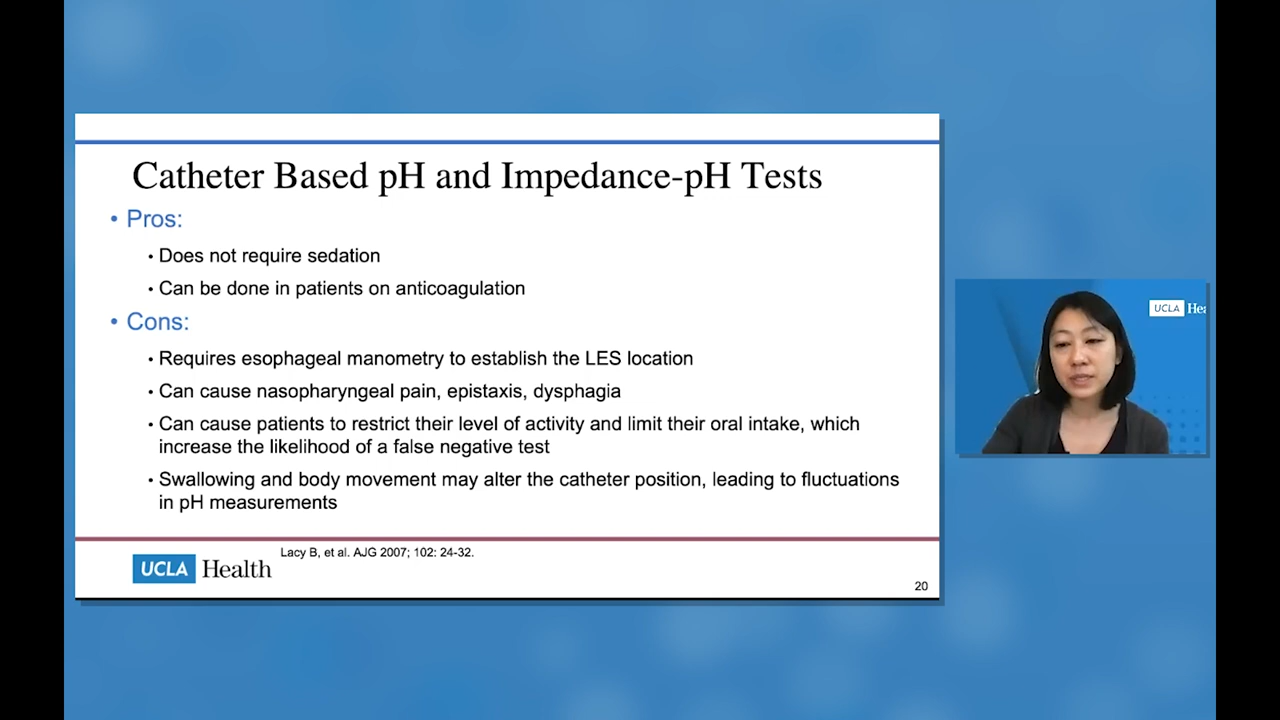 Catheter Based pH and Impedance-pH Tests
• Pros:
• Does not require sedation
• Can be done in patients on anticoagulation
• Cons:
• Requires esophageal manometry to establish the LES location
• Can cause nasopharyngeal pain, epistaxis, dysphagia
• Can cause patients to restrict their level of activity and limit their oral intake, which
increase the likelihood of a false negative test
• Swallowing and body movement may alter the catheter position, leading to fluctuations
in pH measurements
Lacy B, et al. AJG 2007; 102: 24-32.
UCLA Health
20
UCLA Hea